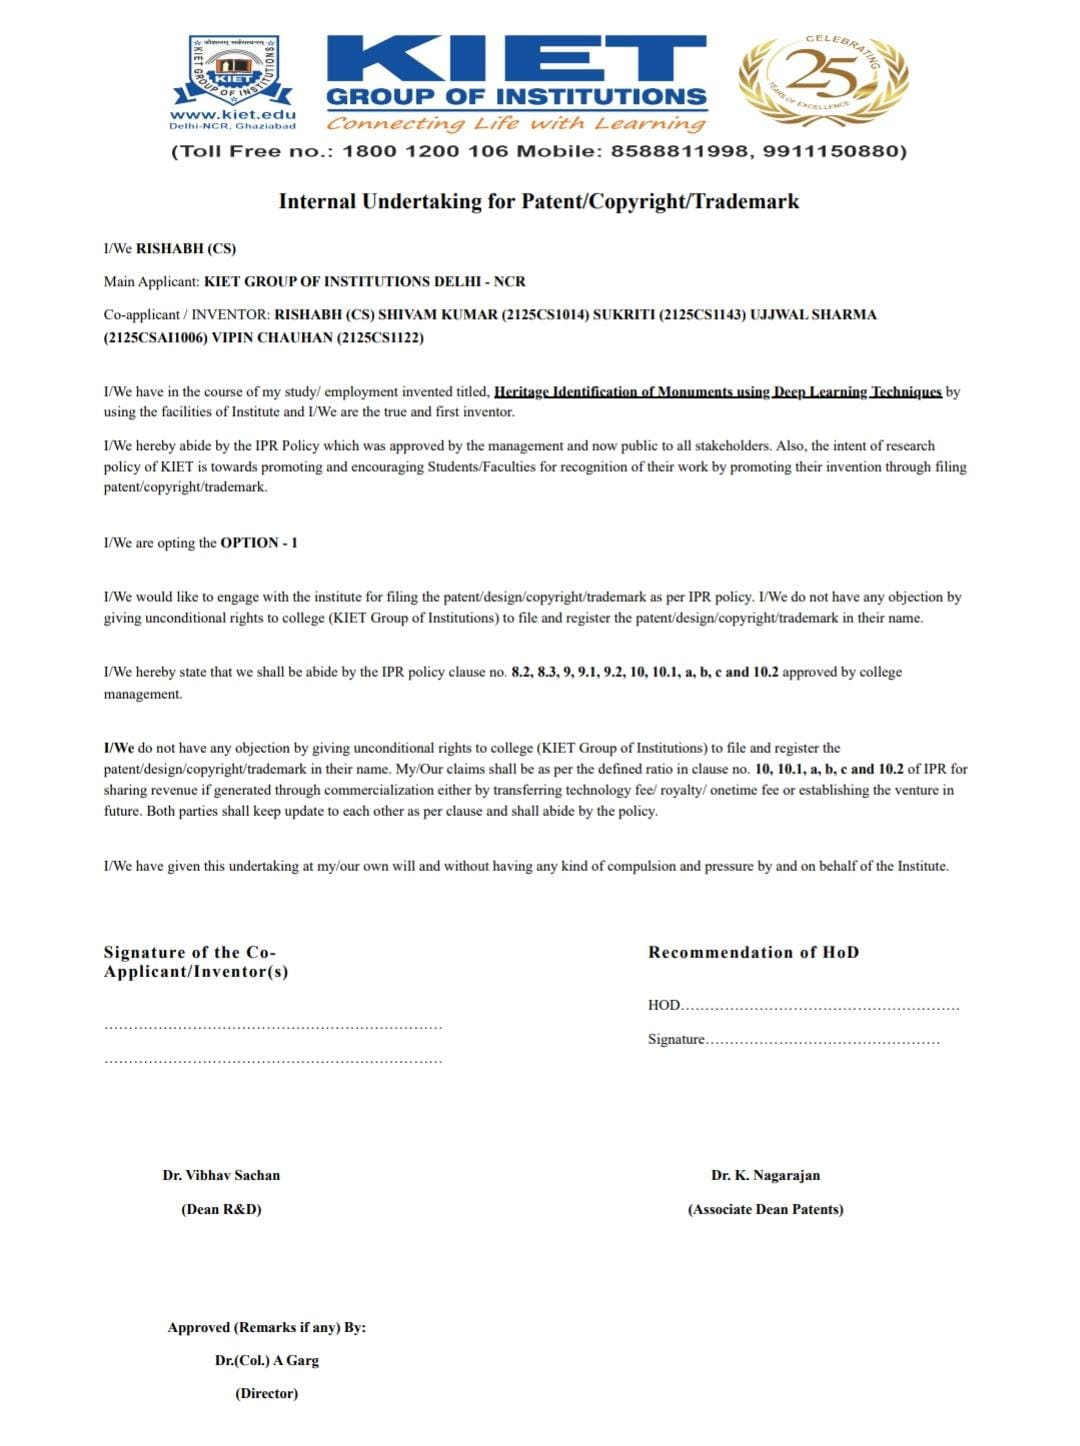 कौशलम् सर्वसाधनम्
KIET GROUP OF INSTITUTIONS
KIET
www.kiet.edu
Delhi-NCR, Ghaziabad
KIET
GROUP OF INSTITUTIONS
Connecting Life with Learning
CELEBRATING
25
YEARS OF EXCELLENCE
(Toll Free no.: 1800 1200 106 Mobile: 8588811998, 9911150880)
Internal Undertaking for Patent/Copyright/Trademark
I/We RISHABH (CS)
Main Applicant: KIET GROUP OF INSTITUTIONS DELHI - NCR
Co-applicant / INVENTOR: RISHABH (CS) SHIVAM KUMAR (2125CS1014) SUKRITI (2125CS1143) UJJWAL SHARMA
(2125CSAI1006) VIPIN CHAUHAN (2125CS1122)
I/We have in the course of my study/ employment invented titled, Heritage Identification of Monuments using Deep Learning Techniques by
using the facilities of Institute and I/We are the true and first inventor.
I/We hereby abide by the IPR Policy which was approved by the management and now public to all stakeholders. Also, the intent of research
policy of KIET is towards promoting and encouraging Students/Faculties for recognition of their work by promoting their invention through filing
patent/copyright/trademark.
I/We are opting the OPTION - 1
I/We would like to engage with the institute for filing the patent/design/copyright/trademark as per IPR policy. I/We do not have any objection by
giving unconditional rights to college (KIET Group of Institutions) to file and register the patent/design/copyright/trademark in their name.
I/We hereby state that we shall be abide by the IPR policy clause no. 8.2, 8.3, 9, 9.1, 9.2, 10, 10.1, a, b, c and 10.2 approved by college
management.
I/We do not have any objection by giving unconditional rights to college (KIET Group of Institutions) to file and register the
patent/design/copyright/trademark in their name. My/Our claims shall be as per the defined ratio in clause no. 10, 10.1, a, b, c and 10.2 of IPR for
sharing revenue if generated through commercialization either by transferring technology fee/ royalty/ onetime fee or establishing the venture in
future. Both parties shall keep update to each other as per clause and shall abide by the policy.
I/We have given this undertaking at my/our own will and without having any kind of compulsion and pressure by and on behalf of the Institute.
Signature of the Co-
Applicant/Inventor(s)
Recommendation of HoD
HOD.........................................................
Signature................................................
.....................................................................
.....................................................................
Dr. Vibhav Sachan
(Dean R&D)
Dr. K. Nagarajan
(Associate Dean Patents)
Approved (Remarks if any) By:
Dr.(Col.) A Garg
(Director)